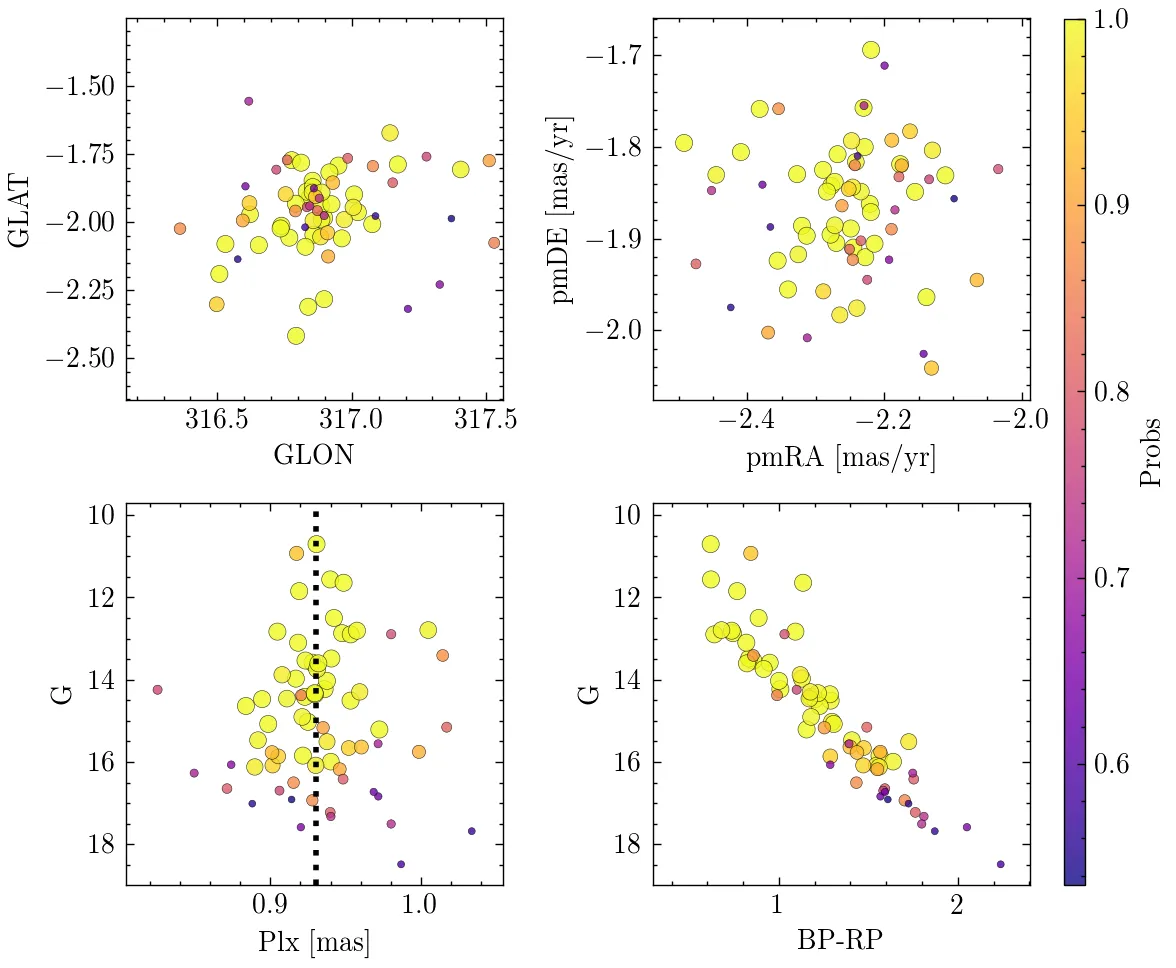 −1.50
−1.75
−2.00
−2.25
−2.50
GLAT
316.5 317.0 317.5
GLON
−1.7
−1.8
−1.9
−2.0
pmDE [mas/yr]
−2.4 −2.2 −2.0
pmRA [mas/yr]
1.0
0.9
0.8
0.7
0.6
Probs
10
12
14
16
18
G
0.9 1.0
Plx [mas]
10
12
14
16
18
G
1 2
BP-RP